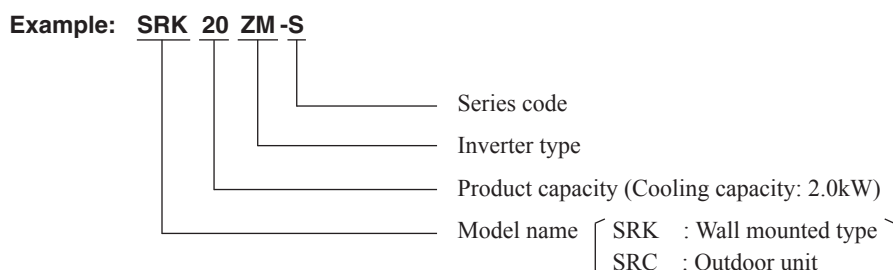 Example: SRK 20 ZM -S
Series code
Inverter type
Product capacity (Cooling capacity: 2.0kW)
Model name SRK : Wall mounted type
SRC : Outdoor unit